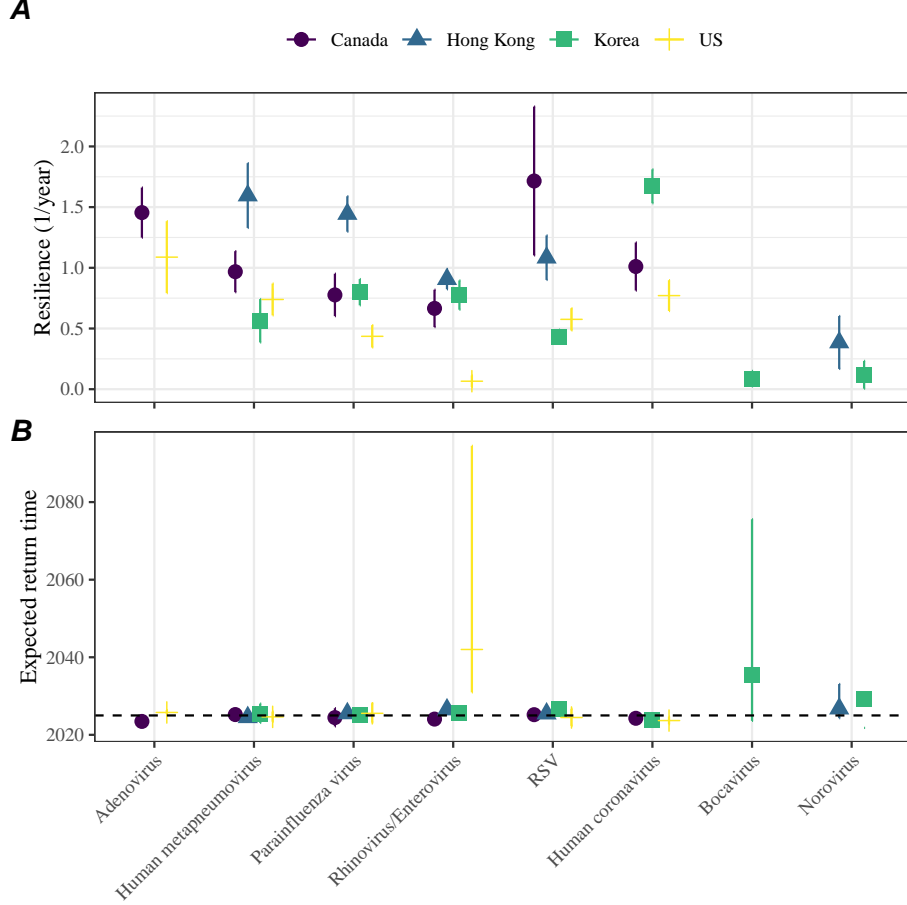 A
Canada Hong Kong Korea US
Resilience (1/year)
2.0
1.5
1.0
0.5
0.0
B
Expected return time
2080
2060
2040
2020
Adenovirus
Human metapneumovirus
Parainfluenza virus
Rhinovirus/Enterovirus
RSV
Human coronavirus
Bocavirus
Norovirus